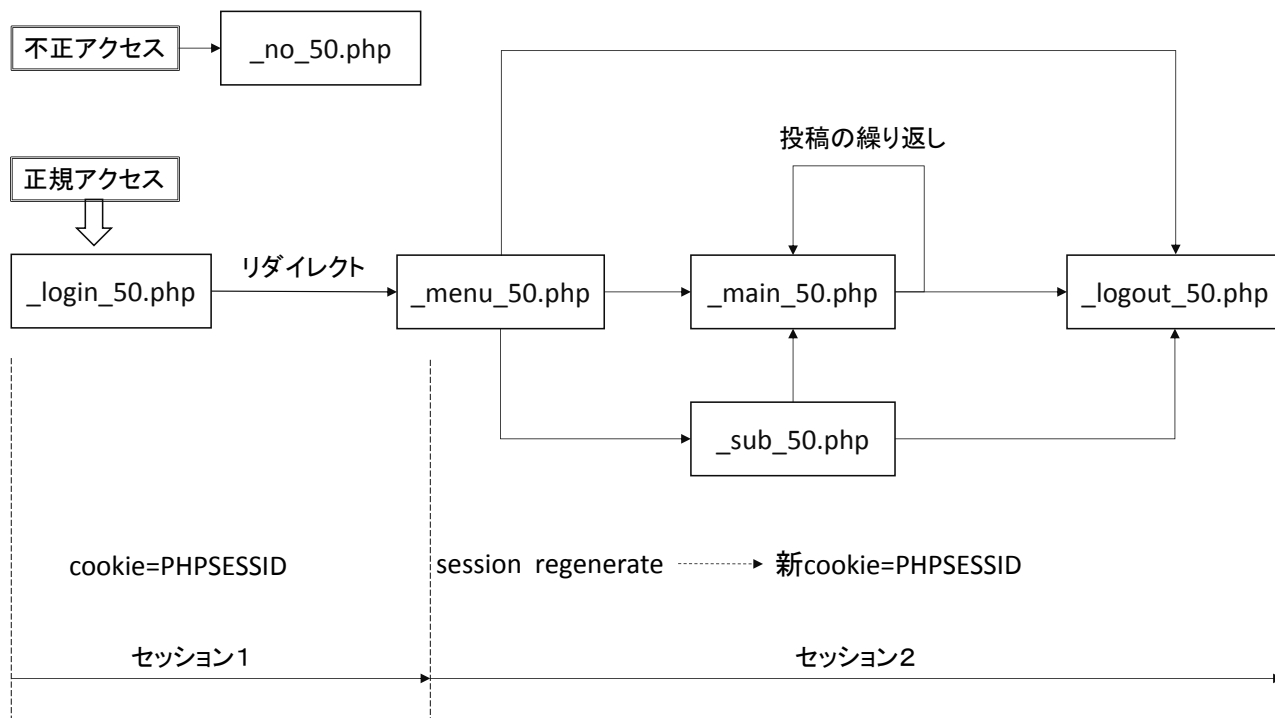 不正アクセス
_no_50.php
投稿の繰り返し
正規アクセス
リダイレクト
_login_50.php
_menu_50.php
_main_50.php
_logout_50.php
_sub_50.php
cookie=PHPSESSID
session regenerate
新cookie=PHPSESSID
セッション1
セッション2